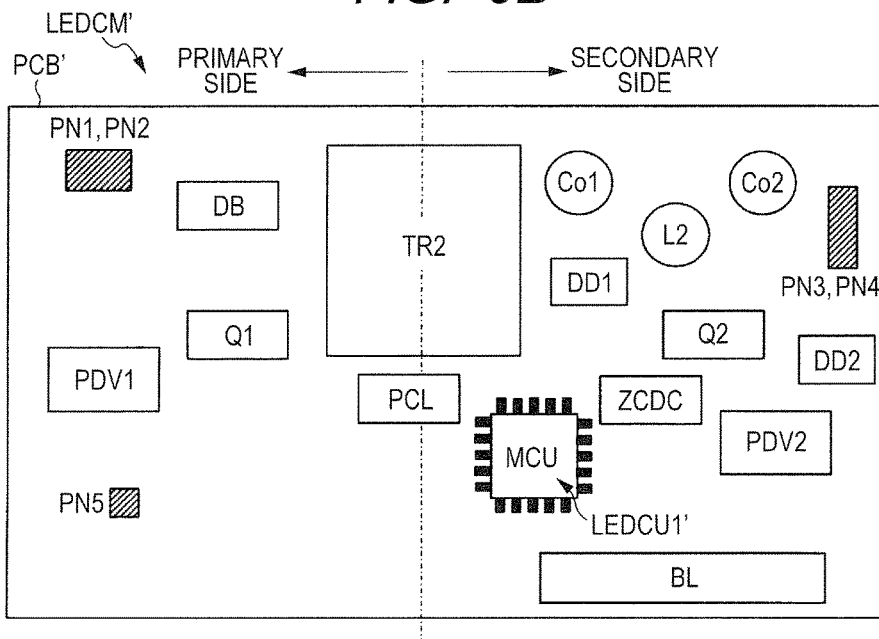 LEDCM'
PCB'
PRIMARY
SIDE
SECONDARY
SIDE
PN1, PN2
DB
TR2
Co1
Co2
L2
DD1
PN3, PN4
Q1
Q2
PDV1
DD2
PCL
ZCDC
MCU
PDV2
PN5
LEDCU1'
BL